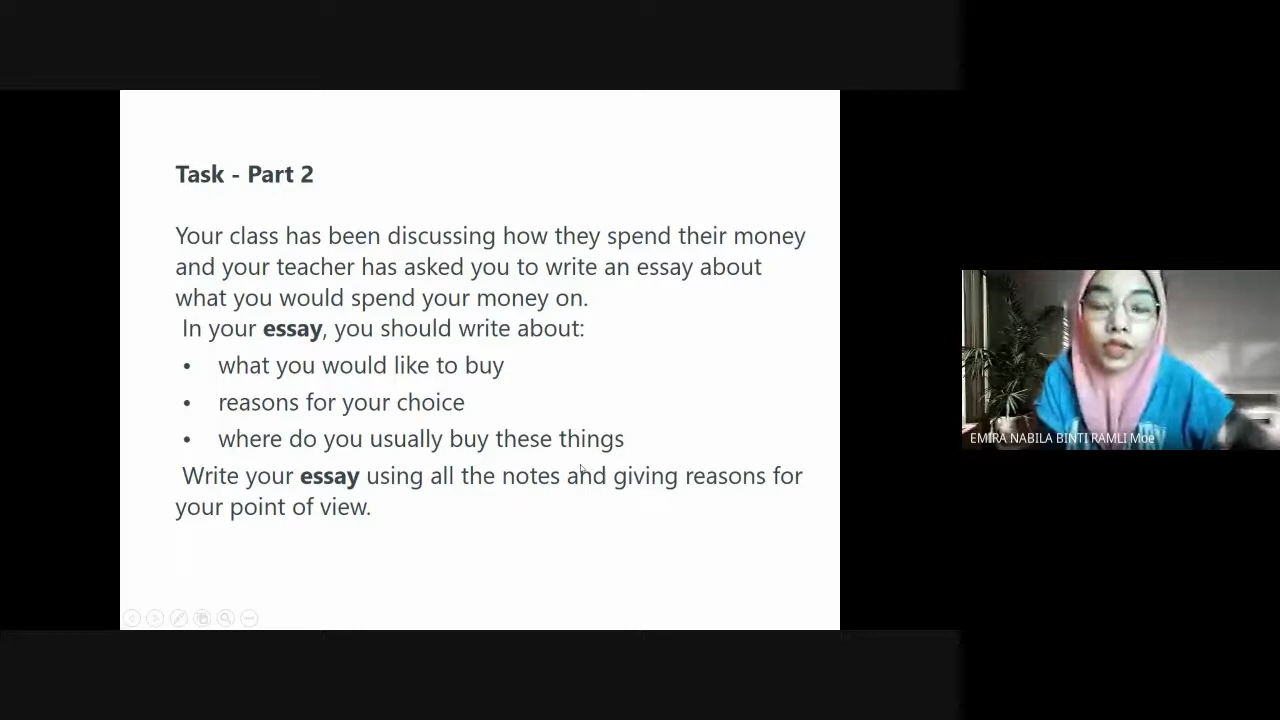 Task - Part 2
Your class has been discussing how they spend their money
and your teacher has asked you to write an essay about
what you would spend your money on.
In your essay, you should write about:
• what you would like to buy
• reasons for your choice
• where do you usually buy these things
Write your essay using all the notes and giving reasons for
your point of view.
EMIRA NABILA BINTI RAMLI Moe